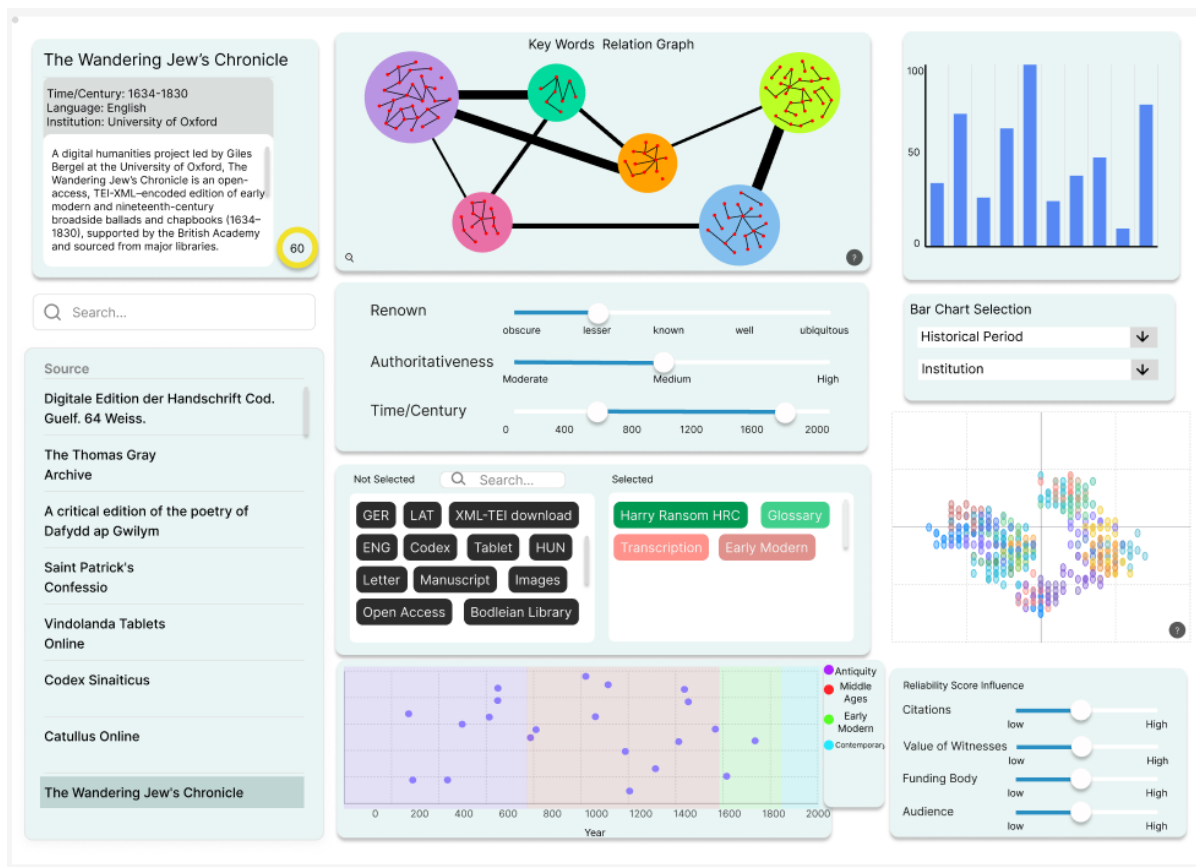 The Wandering Jew's Chronicle
Time/Century: 1634-1830
Language: English
Institution: University of Oxford
A digital humanities project led by Giles
Bergel at the University of Oxford, The
Wandering Jew's Chronicle is an open-
access, TEI-XML–encoded edition of early
modern and nineteenth-century
broadside ballads and chapbooks (1634–
1830), supported by the British Academy
and sourced from major libraries.
60
Search...
Source
Digitale Edition der Handschrift Cod.
Guelf. 64 Weiss.
The Thomas Gray
Archive
A critical edition of the poetry of
Dafydd ap Gwilym
Saint Patrick's
Confessio
Vindolanda Tablets
Online
Codex Sinaiticus
Catullus Online
The Wandering Jew's Chronicle
Key Words Relation Graph
?
Renown
obscure lesser known well ubiquitous
Authoritativeness
Moderate Medium High
Time/Century
0 400 800 1200 1600 2000
Not Selected
Search...
GER LAT XML-TEI download
ENG Codex Tablet HUN
Letter Manuscript Images
Open Access Bodleian Library
Selected
Harry Ransom HRC Glossary
Transcription Early Modern
0 200 400 600 800 1000 1200 1400 1600 1800 2000
Year
Antiquity
Middle
Ages
Early
Modern
Contemporary
100
50
0
Bar Chart Selection
Historical Period
Institution
?
Reliability Score Influence
Citations
low High
Value of Witnesses
low High
Funding Body
low High
Audience
low High